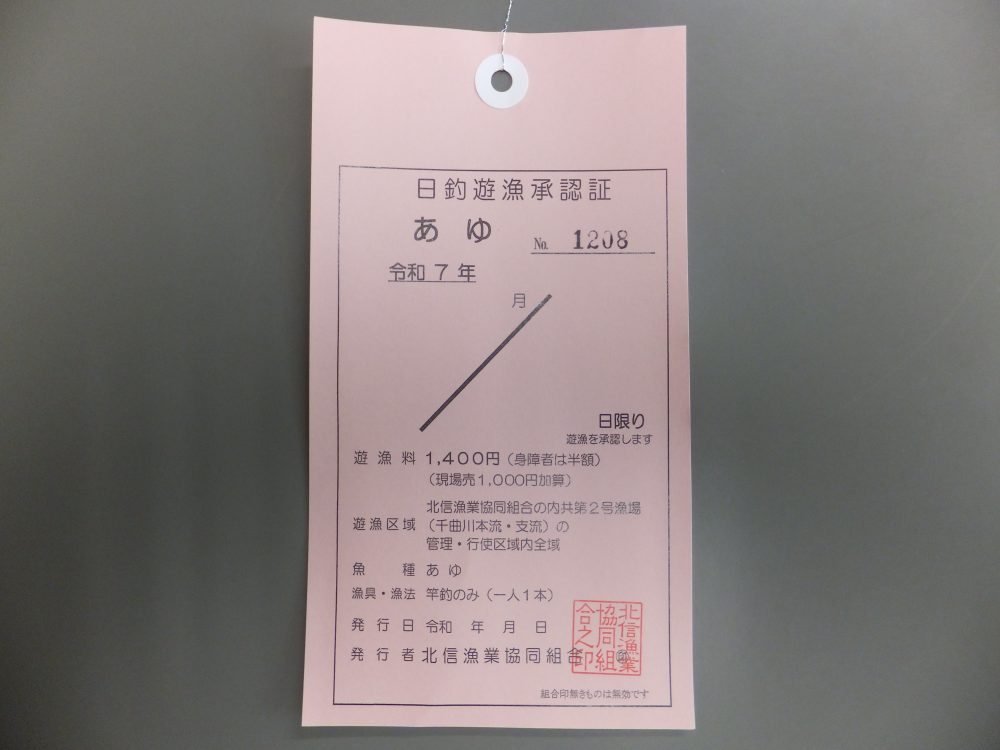 日釣遊漁承認証
あゆ
No. 1208
令和 7 年
月
日限り
遊漁を承認します
遊漁料 1,400円（身障者は半額）
（現場売1,000円加算）
北信漁業協同組合の内共第2号漁場
遊漁区域 （千曲川本流・支流）の
管理・行使区域内全域
魚種 あゆ
漁具・漁法 竿釣のみ（一人1本）
発行日 令和 年 月 日
発行者 北信漁業協同組合 ㊞
北信漁業協同組合之印
組合印無きものは無効です